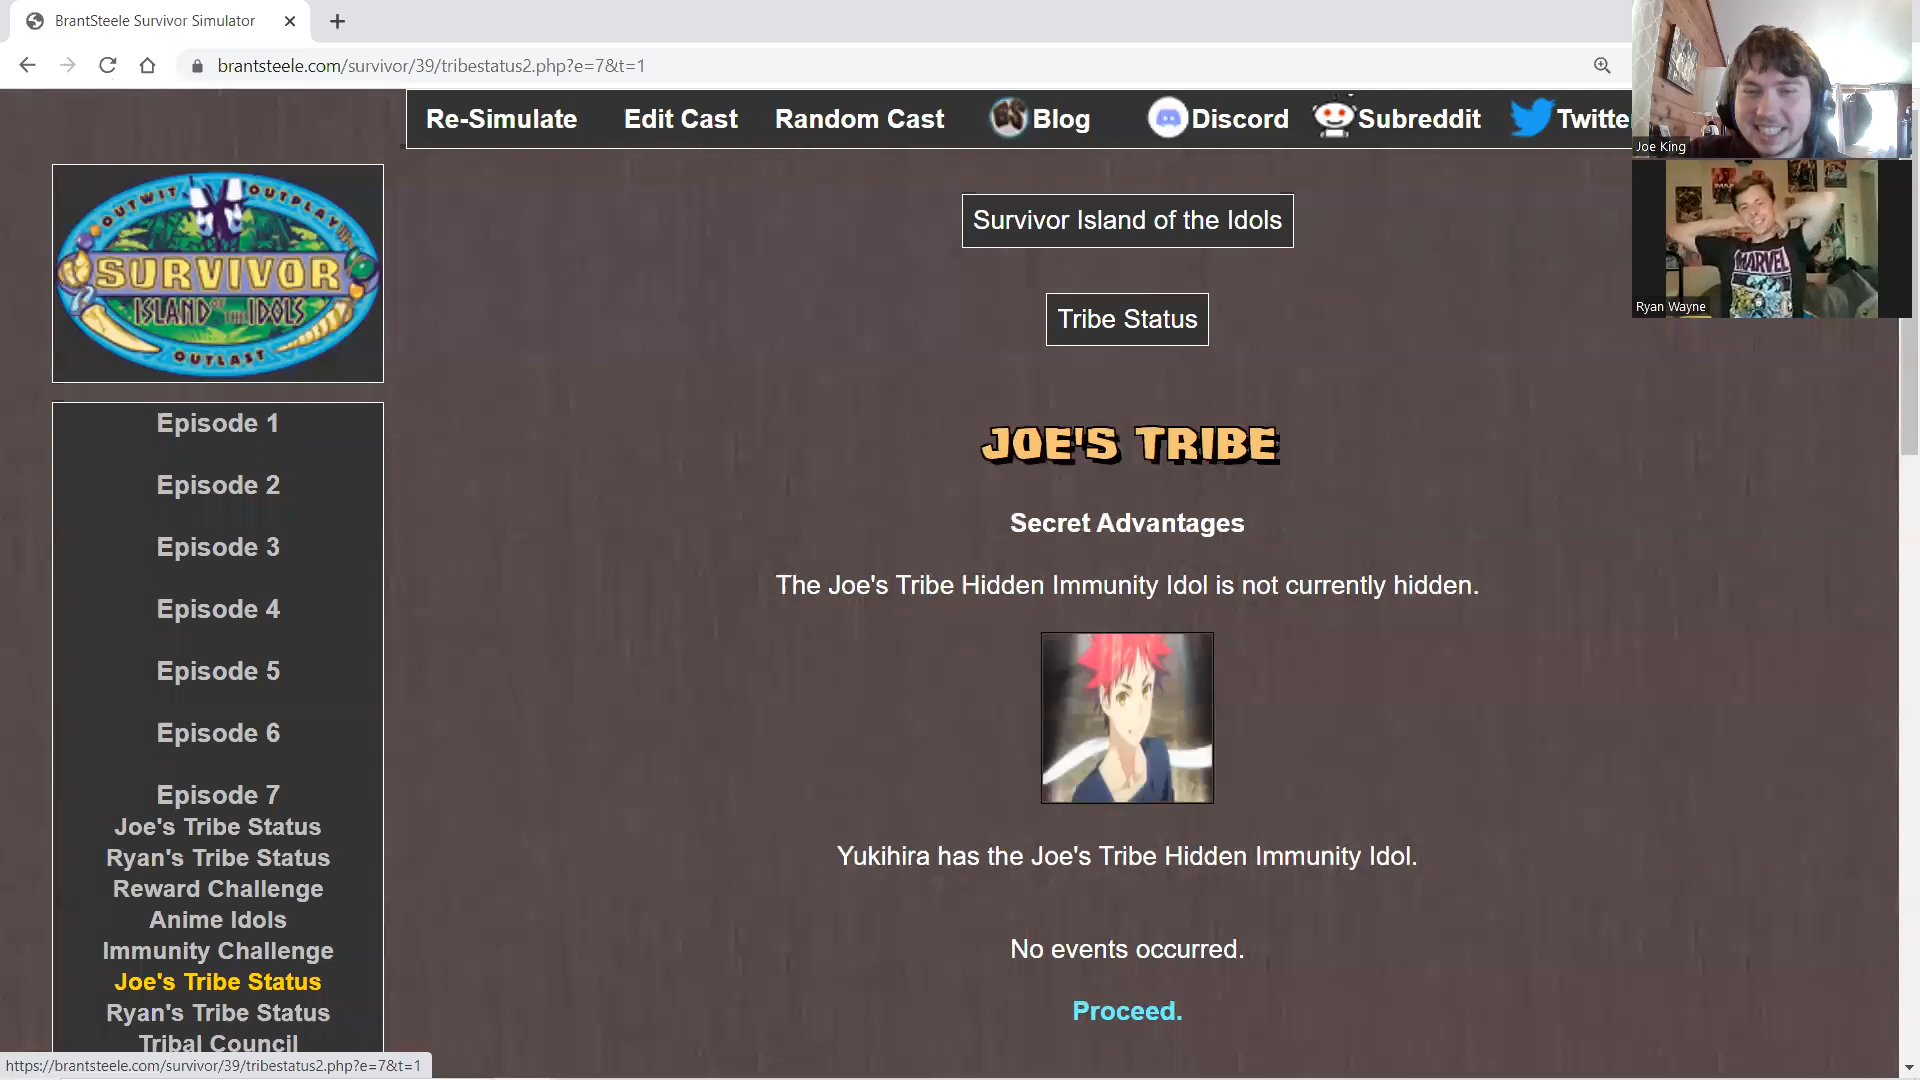 BrantSteele Survivor Simulator
brantsteele.com/survivor/39/tribestatus2.php?e=7&t=1
Re-Simulate Edit Cast Random Cast Blog Discord Subreddit Twitte
Joe King
Ryan Wayne
MARVEL
OUTWIT OUTPLAY
SURVIVOR
ISLAND OF THE IDOLS
OUTLAST
Survivor Island of the Idols
Tribe Status
JOE'S TRIBE
Secret Advantages
The Joe's Tribe Hidden Immunity Idol is not currently hidden.
Yukihira has the Joe's Tribe Hidden Immunity Idol.
No events occurred.
Proceed.
Episode 1
Episode 2
Episode 3
Episode 4
Episode 5
Episode 6
Episode 7
Joe's Tribe Status
Ryan's Tribe Status
Reward Challenge
Anime Idols
Immunity Challenge
Joe's Tribe Status
Ryan's Tribe Status
Tribal Council
https://brantsteele.com/survivor/39/tribestatus2.php?e=7&t=1